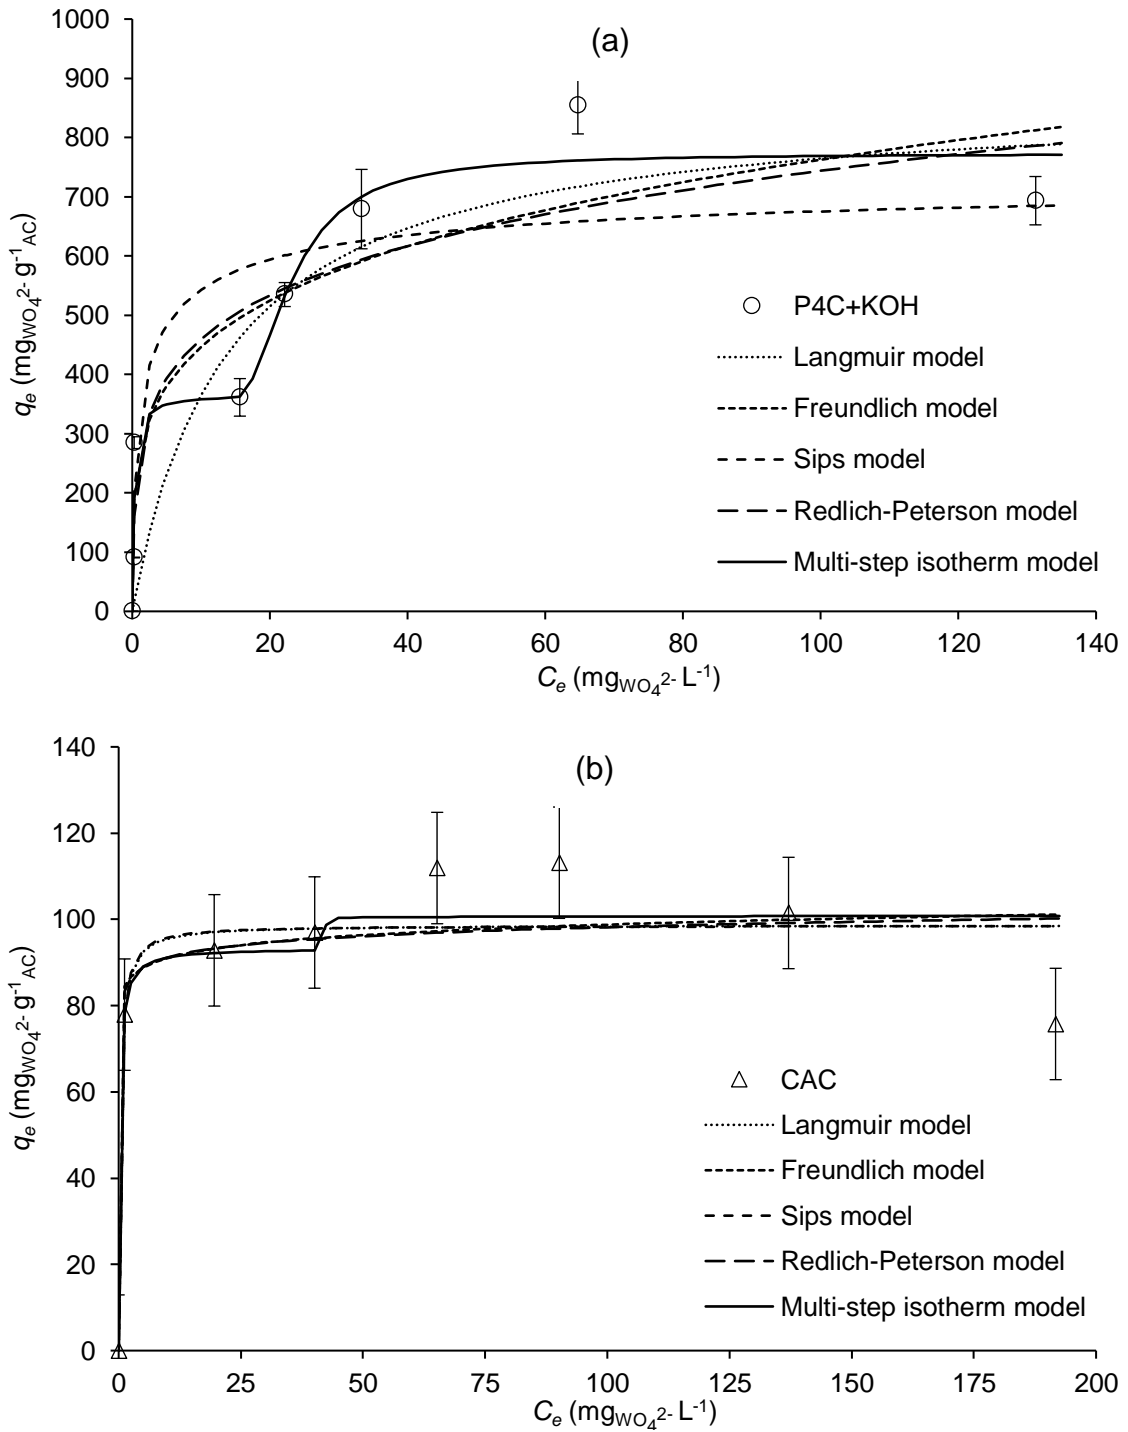 (a)
1000
900
800
700
600
500
400
300
200
100
0
qe (mgWO42- g-1AC)
P4C+KOH
Langmuir model
Freundlich model
Sips model
Redlich-Peterson model
Multi-step isotherm model
0 20 40 60 80 100 120 140
Ce (mgWO42- L-1)
(b)
140
120
100
80
60
40
20
0
qe (mgWO42- g-1AC)
CAC
Langmuir model
Freundlich model
Sips model
Redlich-Peterson model
Multi-step isotherm model
0 25 50 75 100 125 150 175 200
Ce (mgWO42- L-1)